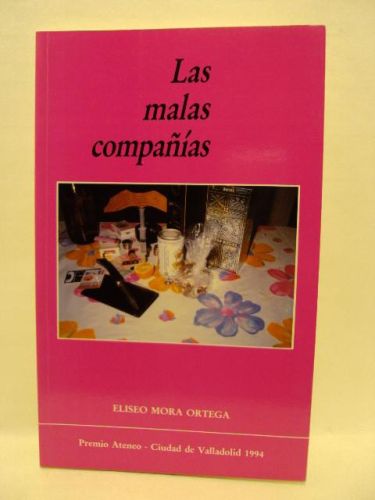 Las
malas
compañías
ELISEO MORA ORTEGA
Premio Ateneo - Ciudad de Valladolid 1994